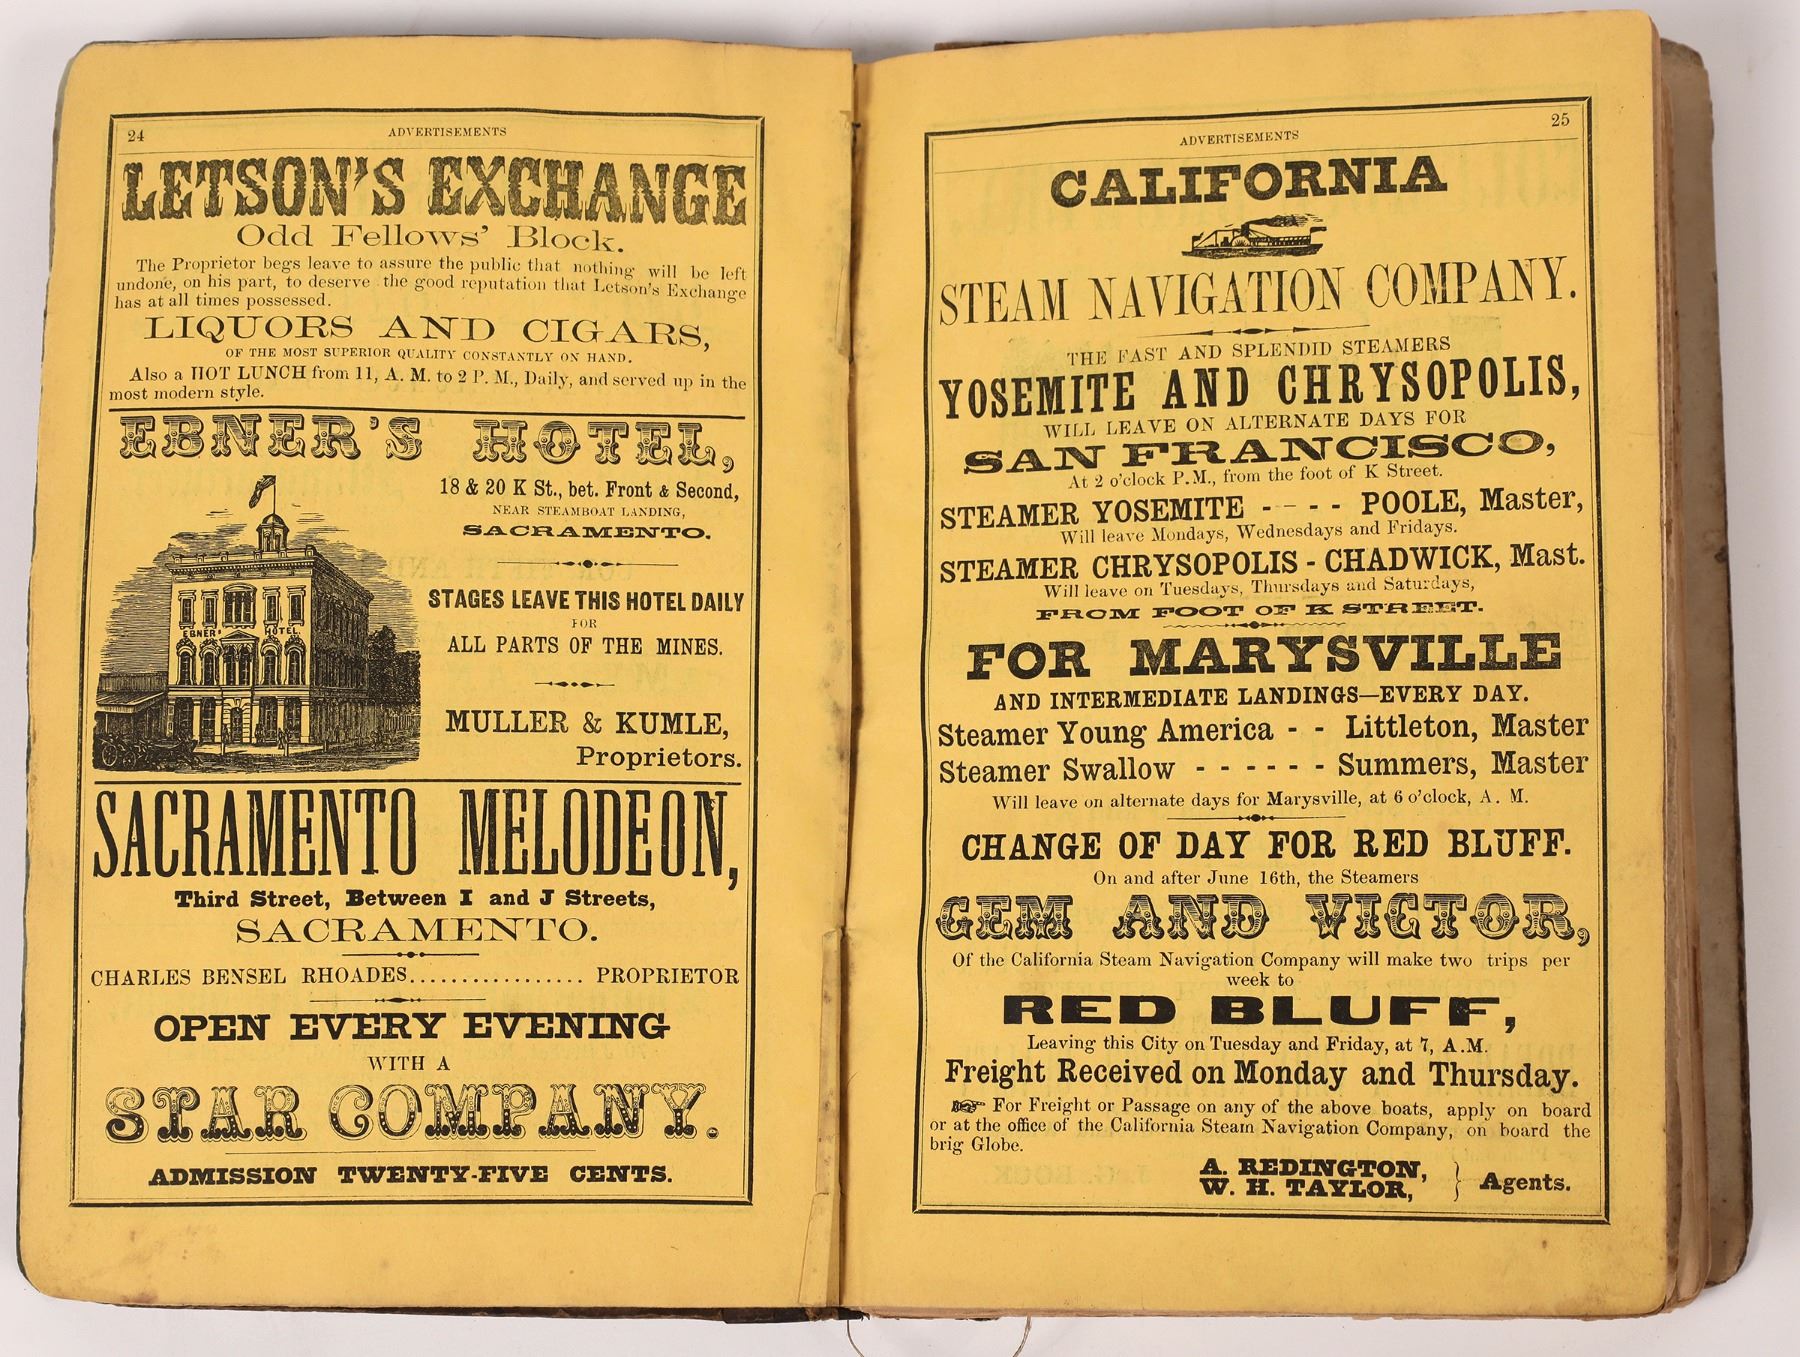 24
ADVERTISEMENTS
LETSON'S EXCHANGE
Odd Fellows' Block.
The Proprietor begs leave to assure the public that nothing will be left
undone, on his part, to deserve the good reputation that Letson's Exchange
has at all times possessed.
LIQUORS AND CIGARS,
OF THE MOST SUPERIOR QUALITY CONSTANTLY ON HAND.
Also a HOT LUNCH from 11, A. M. to 2 P. M., Daily, and served up in the
most modern style.
EBNER'S HOTEL,
18 & 20 K St., bet. Front & Second,
NEAR STEAMBOAT LANDING,
SACRAMENTO.
EBNER' HOTEL.
STAGES LEAVE THIS HOTEL DAILY
FOR
ALL PARTS OF THE MINES.
MULLER & KUMLE,
Proprietors.
SACRAMENTO MELODEON,
Third Street, Between I and J Streets,
SACRAMENTO.
CHARLES BENSEL RHOADES................ PROPRIETOR
OPEN EVERY EVENING
WITH A
STAR COMPANY.
ADMISSION TWENTY-FIVE CENTS.
25
ADVERTISEMENTS
CALIFORNIA
STEAM NAVIGATION COMPANY.
THE FAST AND SPLENDID STEAMERS
YOSEMITE AND CHRYSOPOLIS,
WILL LEAVE ON ALTERNATE DAYS FOR
SAN FRANCISCO,
At 2 o'clock P.M., from the foot of K Street.
STEAMER YOSEMITE - - - - POOLE, Master,
Will leave Mondays, Wednesdays and Fridays.
STEAMER CHRYSOPOLIS - CHADWICK, Mast.
Will leave on Tuesdays, Thursdays and Saturdays,
FROM FOOT OF K STREET.
FOR MARYSVILLE
AND INTERMEDIATE LANDINGS—EVERY DAY.
Steamer Young America - - Littleton, Master
Steamer Swallow - - - - - - Summers, Master
Will leave on alternate days for Marysville, at 6 o'clock, A. M.
CHANGE OF DAY FOR RED BLUFF.
On and after June 16th, the Steamers
GEM AND VICTOR,
Of the California Steam Navigation Company will make two trips per
week to
RED BLUFF,
Leaving this City on Tuesday and Friday, at 7, A.M.
Freight Received on Monday and Thursday.
☞ For Freight or Passage on any of the above boats, apply on board
or at the office of the California Steam Navigation Company, on board the
brig Globe.
A. REDINGTON,
W. H. TAYLOR, } Agents.